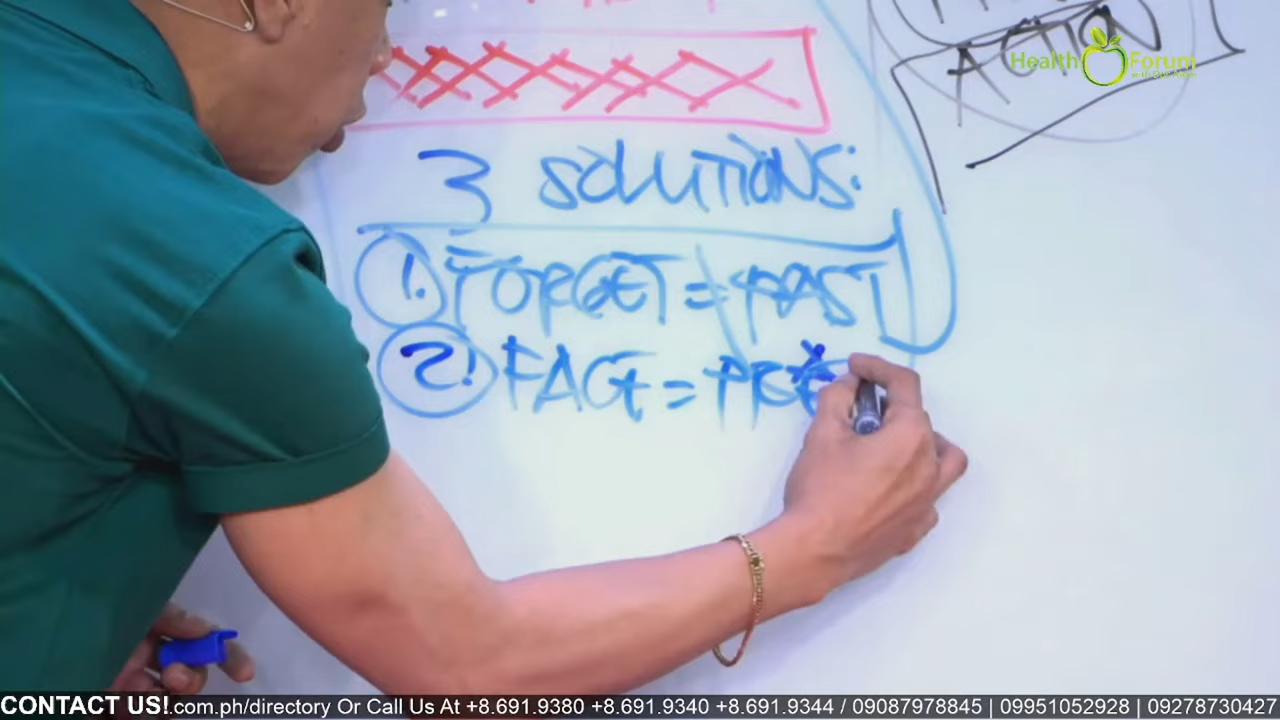 ACTION
Health Forum
3 SOLUTIONS:
1. FORGET = PAST
2. FACE = PRE
CONTACT US! .com.ph/directory Or Call Us At +8.691.9380 +8.691.9340 +8.691.9344 / 09087978845 | 09951052928 | 09278730427